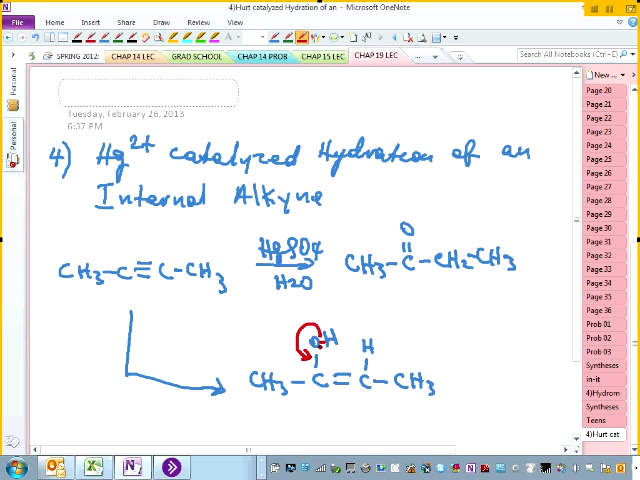 4)Hurt catalyzed Hydration of an - Microsoft OneNote
File Home Insert Share Draw Review View
SPRING 2012: CHAP 14 LEC GRAD SCHOOL CHAP 14 PROB CHAP 15 LEC CHAP 19 LEC ... Search All Notebooks (Ctrl+E)
Personal
Personal
Tuesday, February 26, 2013
6:37 PM
4) Hg2+ catalyzed Hydration of an
Internal Alkyne
O
CH3-C≡C-CH3 HgSO4 CH3-C-CH2-CH3
H2O
OH H
CH3-C=C-CH3
New ...
Page 20
Page 21
Page 22
Page 23
Page 24
Page 25
Page 26
Page 27
Page 28
Page 29
Page 30
Page 31
Page 32
Page 33
Page 34
Page 35
Page 36
Prob 01
Prob 02
Prob 03
Syntheses
in-it
4)Hydrom
Syntheses
Teens
4)Hurt cat